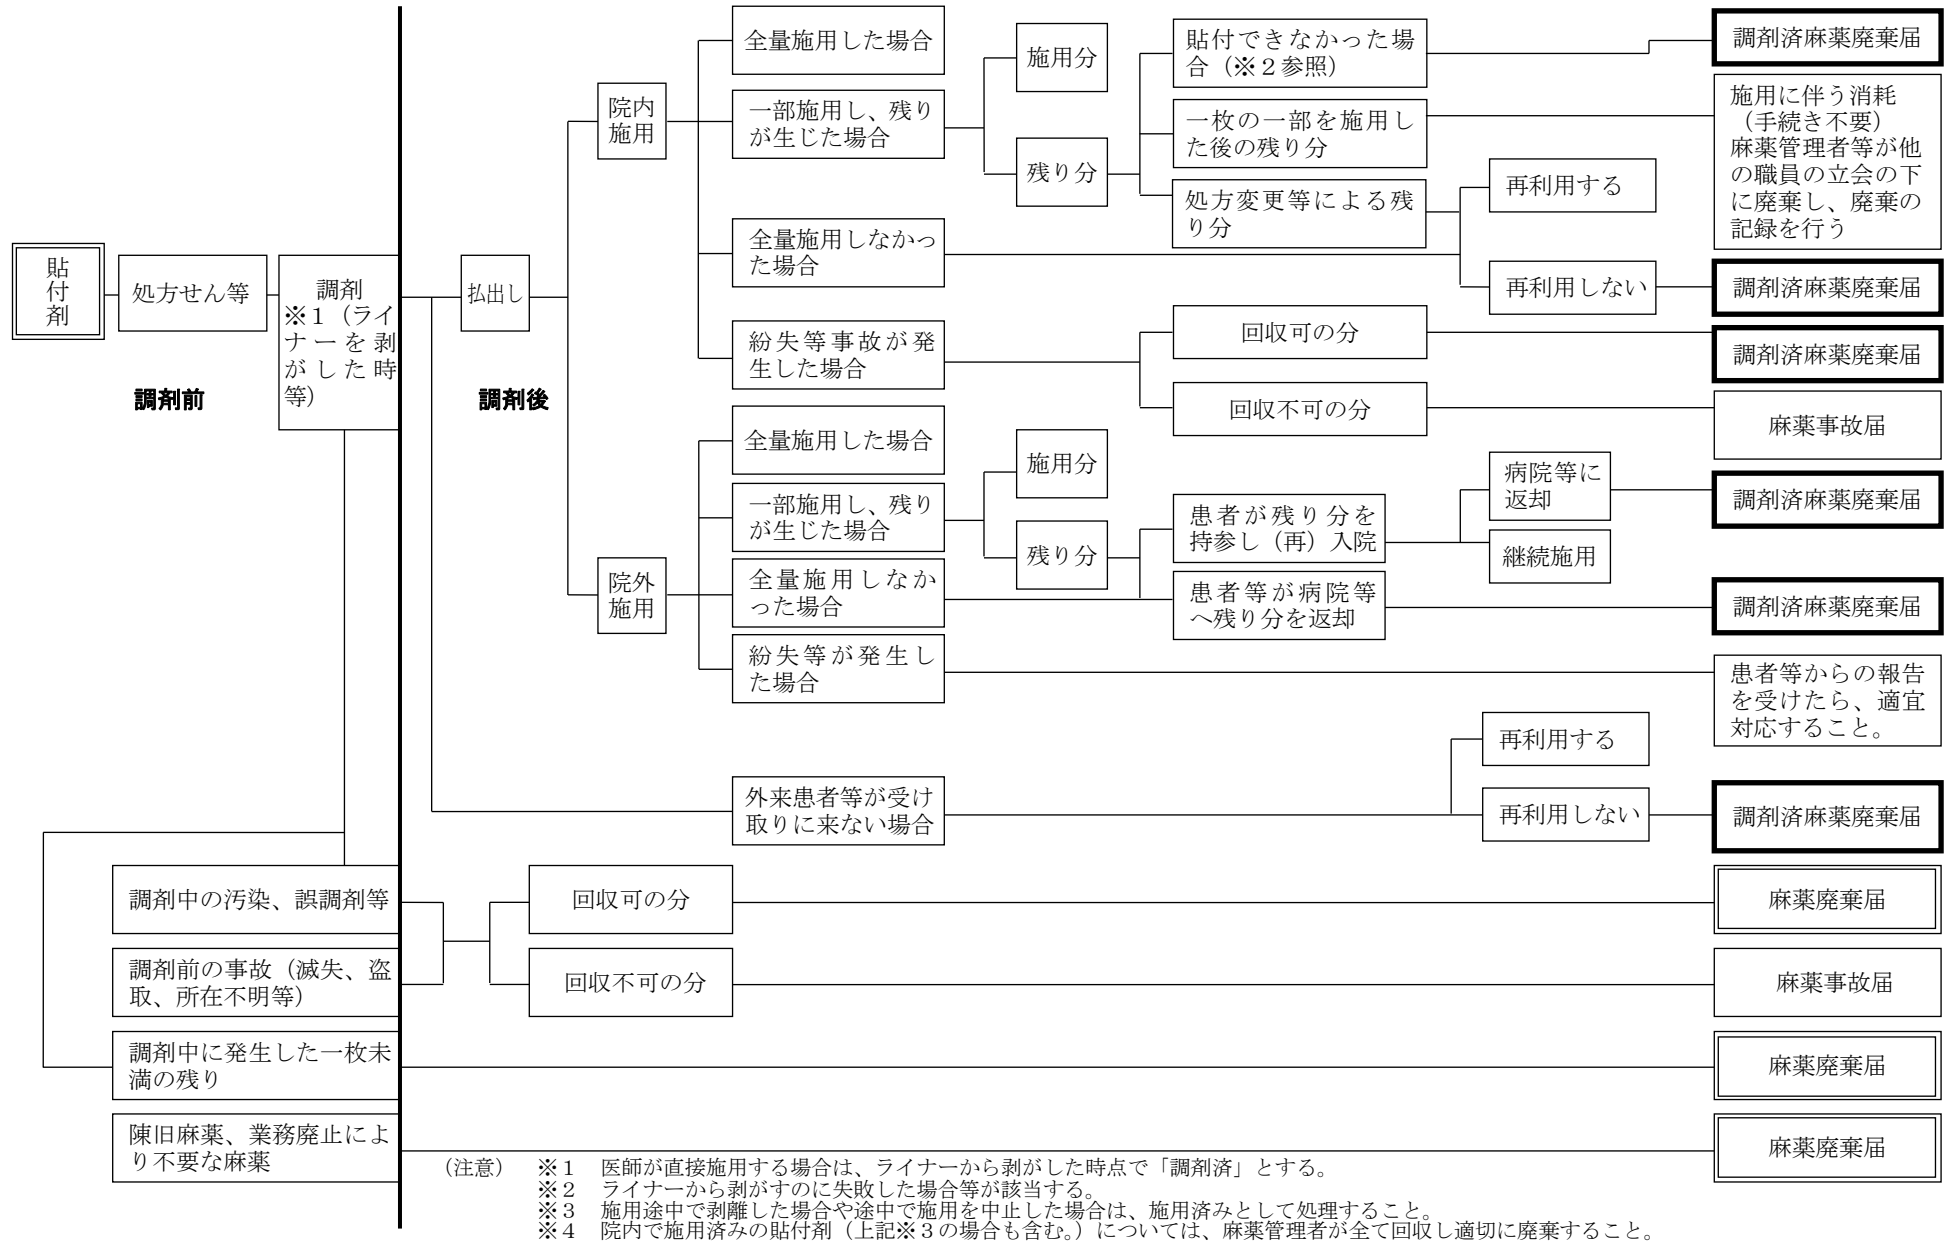 貼
付
剤
処方せん等
調剤
※1（ライ
ナーを剥
がした時
等）
調剤前
調剤後
払出し
院内
施用
全量施用した場合
一部施用し、残り
が生じた場合
全量施用しなかっ
た場合
紛失等事故が発
生した場合
施用分
残り分
貼付できなかった場
合（※２参照）
一枚の一部を施用し
た後の残り分
処方変更等による残
り分
再利用する
再利用しない
回収可の分
回収不可の分
調剤済麻薬廃棄届
施用に伴う消耗
（手続き不要）
麻薬管理者等が他
の職員の立会の下
に廃棄し、廃棄の
記録を行う
調剤済麻薬廃棄届
調剤済麻薬廃棄届
麻薬事故届
院外
施用
全量施用した場合
一部施用し、残り
が生じた場合
全量施用しなか
った場合
紛失等が発生し
た場合
施用分
残り分
患者が残り分を
持参し（再）入院
患者等が病院等
へ残り分を返却
病院等に
返却
継続施用
調剤済麻薬廃棄届
調剤済麻薬廃棄届
患者等からの報告
を受けたら、適宜
対応すること。
外来患者等が受け
取りに来ない場合
再利用する
再利用しない
調剤済麻薬廃棄届
調剤中の汚染、誤調剤等
調剤前の事故（滅失、盗
取、所在不明等）
回収可の分
回収不可の分
麻薬廃棄届
麻薬事故届
調剤中に発生した一枚未
満の残り
麻薬廃棄届
陳旧麻薬、業務廃止によ
り不要な麻薬
麻薬廃棄届
（注意）　※１　医師が直接施用する場合は、ライナーから剥がした時点で「調剤済」とする。
※２　ライナーから剥がすのに失敗した場合等が該当する。
※３　施用途中で剥離した場合や途中で施用を中止した場合は、施用済みとして処理すること。
※４　院内で施用済みの貼付剤（上記※３の場合も含む。）については、麻薬管理者が全て回収し適切に廃棄すること。